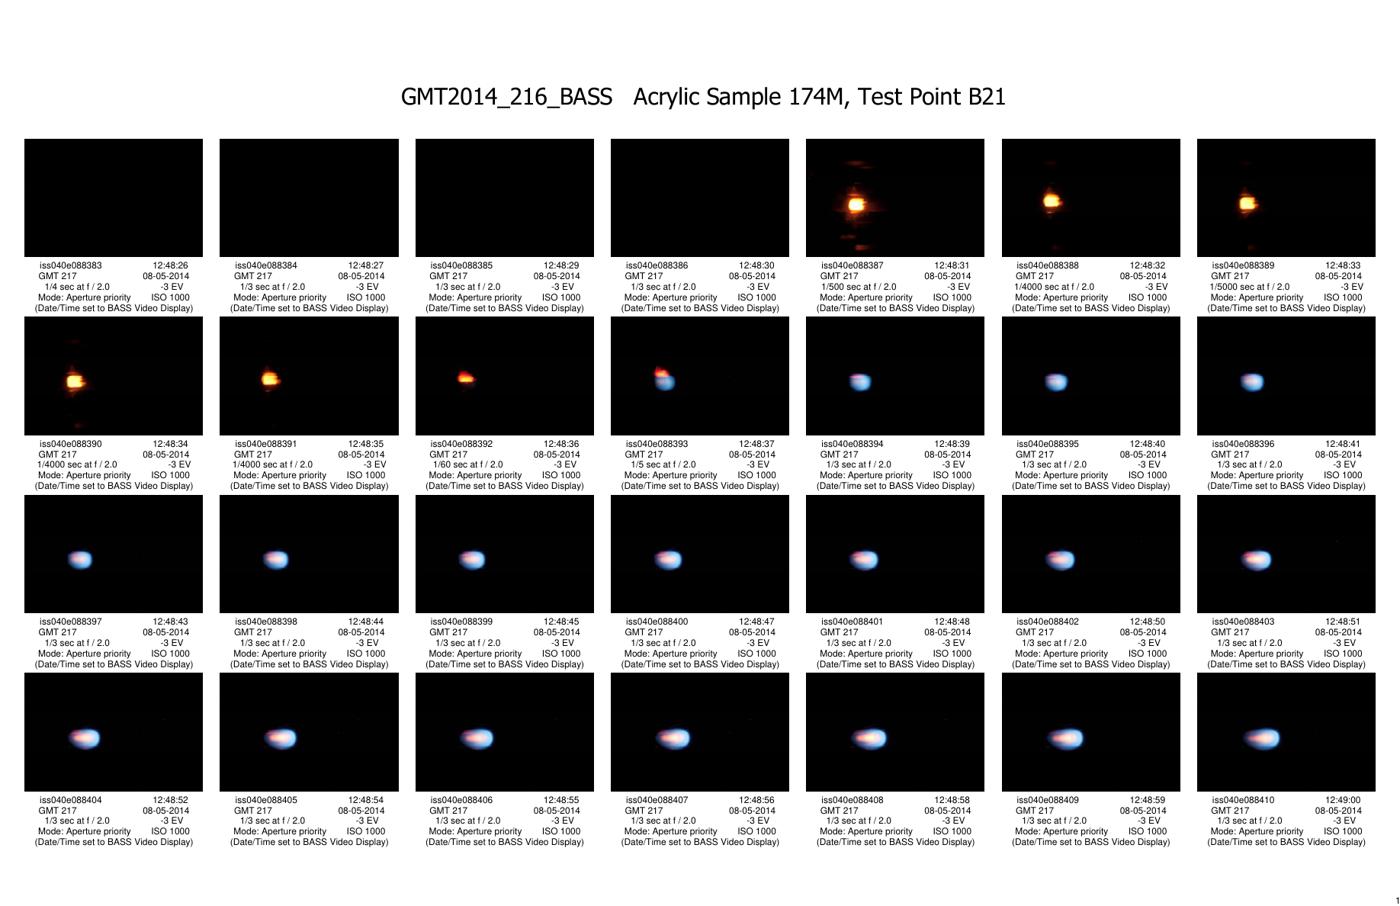 GMT2014_216_BASS   Acrylic Sample 174M, Test Point B21
iss040e088383 12:48:26
GMT 217 08-05-2014
1/4 sec at f / 2.0 -3 EV
Mode: Aperture priority ISO 1000
(Date/Time set to BASS Video Display)
iss040e088384 12:48:27
GMT 217 08-05-2014
1/3 sec at f / 2.0 -3 EV
Mode: Aperture priority ISO 1000
(Date/Time set to BASS Video Display)
iss040e088385 12:48:29
GMT 217 08-05-2014
1/3 sec at f / 2.0 -3 EV
Mode: Aperture priority ISO 1000
(Date/Time set to BASS Video Display)
iss040e088386 12:48:30
GMT 217 08-05-2014
1/3 sec at f / 2.0 -3 EV
Mode: Aperture priority ISO 1000
(Date/Time set to BASS Video Display)
iss040e088387 12:48:31
GMT 217 08-05-2014
1/500 sec at f / 2.0 -3 EV
Mode: Aperture priority ISO 1000
(Date/Time set to BASS Video Display)
iss040e088388 12:48:32
GMT 217 08-05-2014
1/4000 sec at f / 2.0 -3 EV
Mode: Aperture priority ISO 1000
(Date/Time set to BASS Video Display)
iss040e088389 12:48:33
GMT 217 08-05-2014
1/5000 sec at f / 2.0 -3 EV
Mode: Aperture priority ISO 1000
(Date/Time set to BASS Video Display)
iss040e088390 12:48:34
GMT 217 08-05-2014
1/4000 sec at f / 2.0 -3 EV
Mode: Aperture priority ISO 1000
(Date/Time set to BASS Video Display)
iss040e088391 12:48:35
GMT 217 08-05-2014
1/4000 sec at f / 2.0 -3 EV
Mode: Aperture priority ISO 1000
(Date/Time set to BASS Video Display)
iss040e088392 12:48:36
GMT 217 08-05-2014
1/60 sec at f / 2.0 -3 EV
Mode: Aperture priority ISO 1000
(Date/Time set to BASS Video Display)
iss040e088393 12:48:37
GMT 217 08-05-2014
1/5 sec at f / 2.0 -3 EV
Mode: Aperture priority ISO 1000
(Date/Time set to BASS Video Display)
iss040e088394 12:48:39
GMT 217 08-05-2014
1/3 sec at f / 2.0 -3 EV
Mode: Aperture priority ISO 1000
(Date/Time set to BASS Video Display)
iss040e088395 12:48:40
GMT 217 08-05-2014
1/3 sec at f / 2.0 -3 EV
Mode: Aperture priority ISO 1000
(Date/Time set to BASS Video Display)
iss040e088396 12:48:41
GMT 217 08-05-2014
1/3 sec at f / 2.0 -3 EV
Mode: Aperture priority ISO 1000
(Date/Time set to BASS Video Display)
iss040e088397 12:48:43
GMT 217 08-05-2014
1/3 sec at f / 2.0 -3 EV
Mode: Aperture priority ISO 1000
(Date/Time set to BASS Video Display)
iss040e088398 12:48:44
GMT 217 08-05-2014
1/3 sec at f / 2.0 -3 EV
Mode: Aperture priority ISO 1000
(Date/Time set to BASS Video Display)
iss040e088399 12:48:45
GMT 217 08-05-2014
1/3 sec at f / 2.0 -3 EV
Mode: Aperture priority ISO 1000
(Date/Time set to BASS Video Display)
iss040e088400 12:48:47
GMT 217 08-05-2014
1/3 sec at f / 2.0 -3 EV
Mode: Aperture priority ISO 1000
(Date/Time set to BASS Video Display)
iss040e088401 12:48:48
GMT 217 08-05-2014
1/3 sec at f / 2.0 -3 EV
Mode: Aperture priority ISO 1000
(Date/Time set to BASS Video Display)
iss040e088402 12:48:50
GMT 217 08-05-2014
1/3 sec at f / 2.0 -3 EV
Mode: Aperture priority ISO 1000
(Date/Time set to BASS Video Display)
iss040e088403 12:48:51
GMT 217 08-05-2014
1/3 sec at f / 2.0 -3 EV
Mode: Aperture priority ISO 1000
(Date/Time set to BASS Video Display)
iss040e088404 12:48:52
GMT 217 08-05-2014
1/3 sec at f / 2.0 -3 EV
Mode: Aperture priority ISO 1000
(Date/Time set to BASS Video Display)
iss040e088405 12:48:54
GMT 217 08-05-2014
1/3 sec at f / 2.0 -3 EV
Mode: Aperture priority ISO 1000
(Date/Time set to BASS Video Display)
iss040e088406 12:48:55
GMT 217 08-05-2014
1/3 sec at f / 2.0 -3 EV
Mode: Aperture priority ISO 1000
(Date/Time set to BASS Video Display)
iss040e088407 12:48:56
GMT 217 08-05-2014
1/3 sec at f / 2.0 -3 EV
Mode: Aperture priority ISO 1000
(Date/Time set to BASS Video Display)
iss040e088408 12:48:58
GMT 217 08-05-2014
1/3 sec at f / 2.0 -3 EV
Mode: Aperture priority ISO 1000
(Date/Time set to BASS Video Display)
iss040e088409 12:48:59
GMT 217 08-05-2014
1/3 sec at f / 2.0 -3 EV
Mode: Aperture priority ISO 1000
(Date/Time set to BASS Video Display)
iss040e088410 12:49:00
GMT 217 08-05-2014
1/3 sec at f / 2.0 -3 EV
Mode: Aperture priority ISO 1000
(Date/Time set to BASS Video Display)